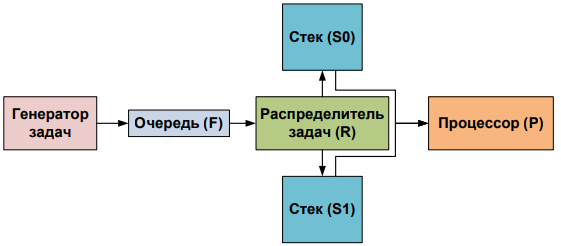 Стек (S0)
Генератор
задач
Очередь (F)
Распределитель
задач (R)
Процессор (P)
Стек (S1)